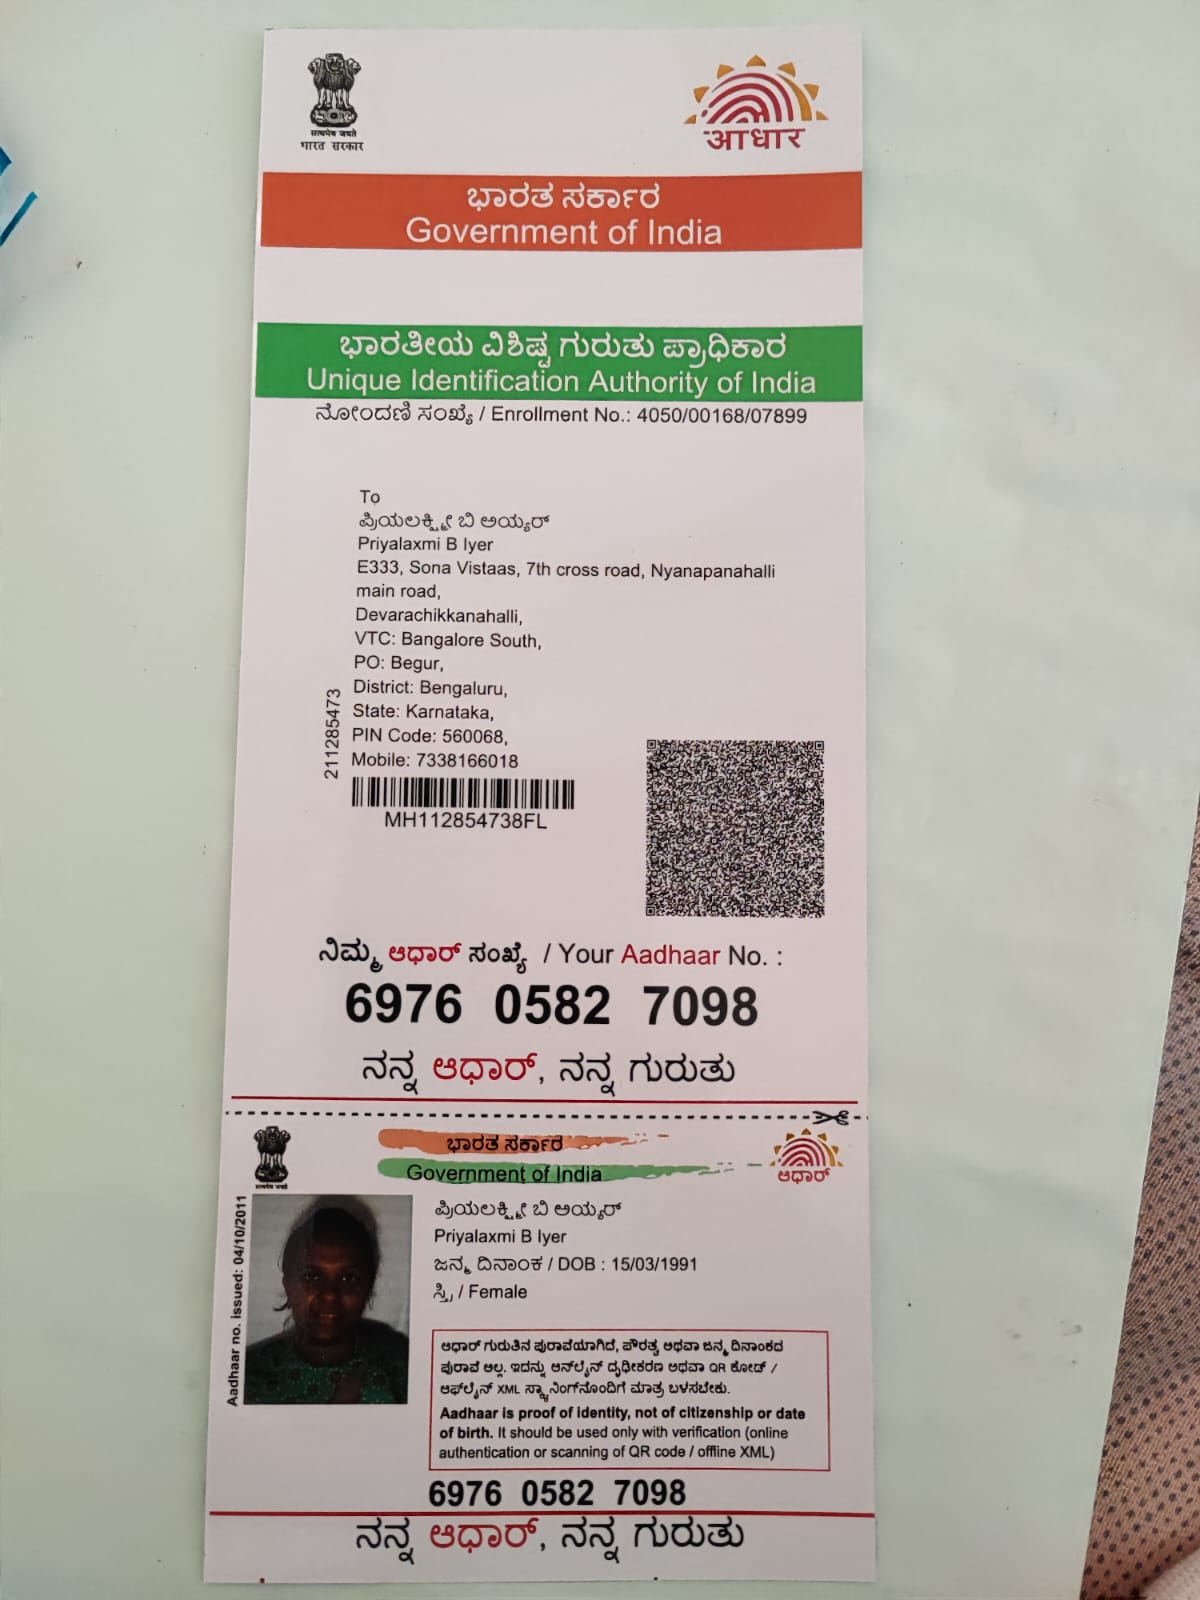 सत्यमेव जयते
भारत सरकार
आधार
ಭಾರತ ಸರ್ಕಾರ
Government of India
ಭಾರತೀಯ ವಿಶಿಷ್ಟ ಗುರುತು ಪ್ರಾಧಿಕಾರ
Unique Identification Authority of India
ನೋಂದಣಿ ಸಂಖ್ಯೆ / Enrollment No.: 4050/00168/07899
To
ಪ್ರಿಯಲಕ್ಷ್ಮೀ ಬಿ ಅಯ್ಯರ್
Priyalaxmi B Iyer
E333, Sona Vistaas, 7th cross road, Nyanapanahalli
main road,
Devarachikkanahalli,
VTC: Bangalore South,
PO: Begur,
District: Bengaluru,
State: Karnataka,
PIN Code: 560068,
Mobile: 7338166018
211285473
MH112854738FL
ನಿಮ್ಮ ಆಧಾರ್ ಸಂಖ್ಯೆ / Your Aadhaar No. :
6976 0582 7098
ನನ್ನ ಆಧಾರ್, ನನ್ನ ಗುರುತು
ಭಾರತ ಸರ್ಕಾರ
Government of India
सत्यमेव जयते
ಆಧಾರ್
Aadhaar no. issued: 04/10/2011
ಪ್ರಿಯಲಕ್ಷ್ಮೀ ಬಿ ಅಯ್ಯರ್
Priyalaxmi B Iyer
ಜನ್ಮ ದಿನಾಂಕ / DOB : 15/03/1991
ಸ್ತ್ರೀ / Female
ಆಧಾರ್ ಗುರುತಿನ ಪುರಾವೆಯಾಗಿದೆ, ಪೌರತ್ವ ಅಥವಾ ಜನ್ಮ ದಿನಾಂಕದ
ಪುರಾವೆ ಅಲ್ಲ. ಇದನ್ನು ಆನ್‌ಲೈನ್ ದೃಢೀಕರಣ ಅಥವಾ QR ಕೋಡ್ /
ಆಫ್‌ಲೈನ್ XML ಸ್ಕ್ಯಾನಿಂಗ್‌ನೊಂದಿಗೆ ಮಾತ್ರ ಬಳಸಬೇಕು.
Aadhaar is proof of identity, not of citizenship or date
of birth. It should be used only with verification (online
authentication or scanning of QR code / offline XML)
6976 0582 7098
ನನ್ನ ಆಧಾರ್, ನನ್ನ ಗುರುತು